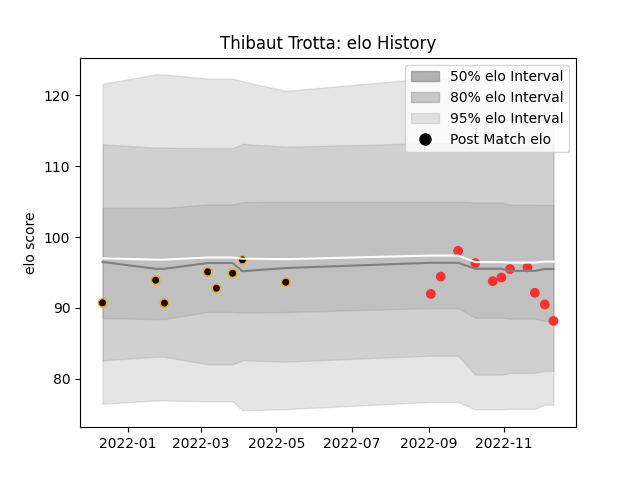 Thibaut Trotta: elo History
50% elo Interval
80% elo Interval
95% elo Interval
Post Match elo
elo score
120
110
100
90
80
2022-01
2022-03
2022-05
2022-07
2022-09
2022-11